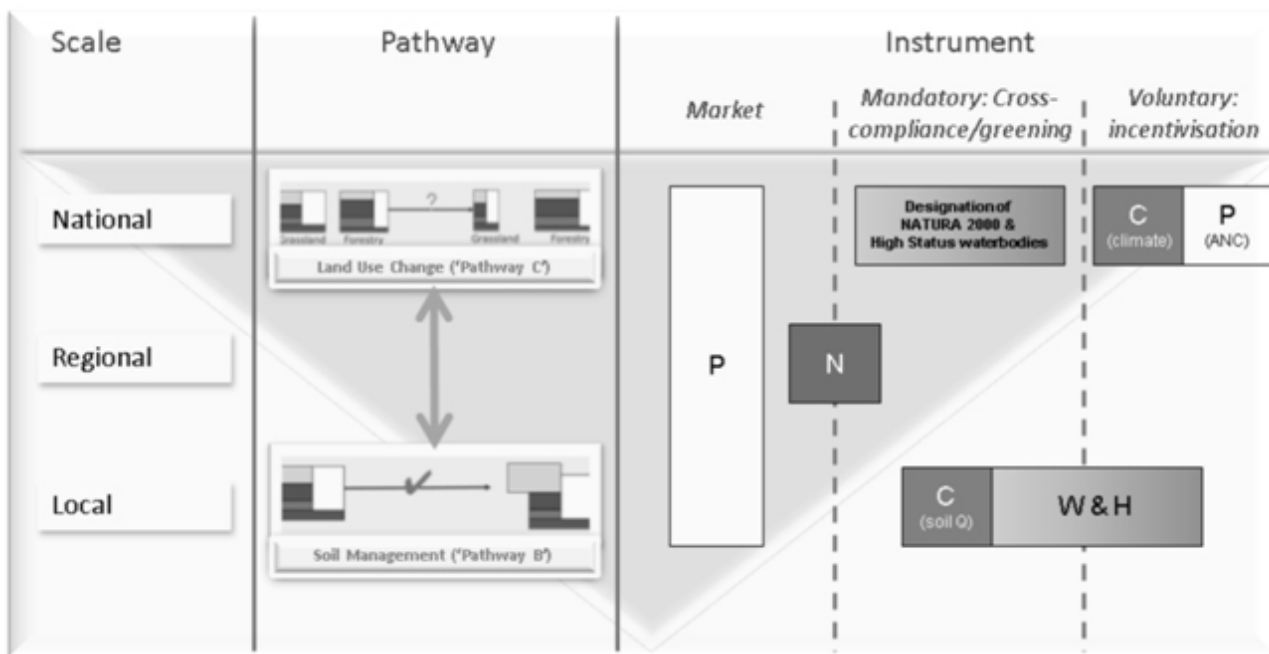 Scale
Pathway
Instrument
Market
Mandatory: Cross-
compliance/greening
Voluntary:
incentivisation
National
?
Grassland
Forestry
Grassland
Forestry
Land Use Change ('Pathway C')
Designation of
NATURA 2000 &
High Status waterbodies
C
(climate)
P
(ANC)
Regional
P
N
Local
Soil Management ('Pathway B')
C
(soil Q)
W & H